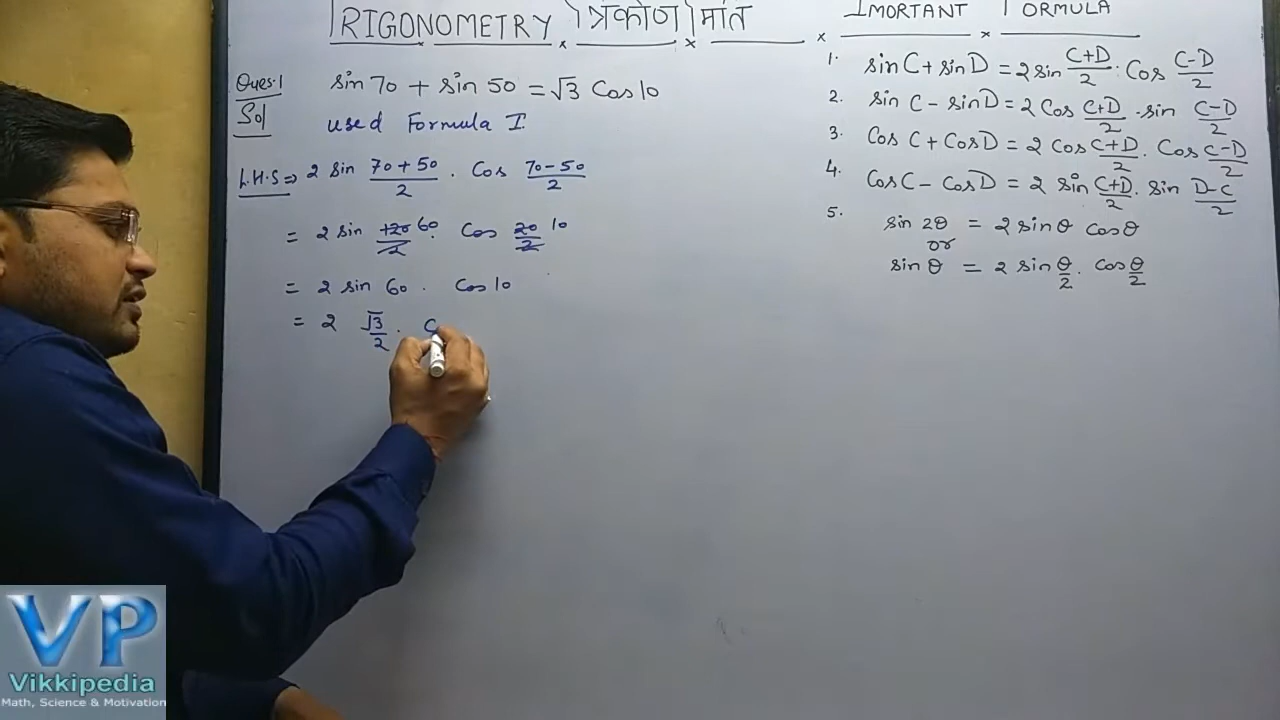 TRIGONOMETRY त्रिकोणमिति
Ques.1 sin 70 + sin 50 = √3 Cos 10
Sol used Formula I.
L.H.S ⇒ 2 sin (70+50)/2 . Cos (70-50)/2
= 2 sin 120/2 60 . Cos 20/2 10
= 2 sin 60 . Cos 10
= 2 √3/2 . C
IMORTANT FORMULA
1. sin C + sin D = 2 sin (C+D)/2 . Cos (C-D)/2
2. sin C - sin D = 2 Cos (C+D)/2 . sin (C-D)/2
3. Cos C + Cos D = 2 Cos (C+D)/2 . Cos (C-D)/2
4. Cos C - Cos D = 2 sin (C+D)/2 . sin (D-C)/2
5. sin 2θ = 2 sin θ cos θ
or
sin θ = 2 sin θ/2 . cos θ/2
VP
Vikkipedia
Math, Science & Motivation